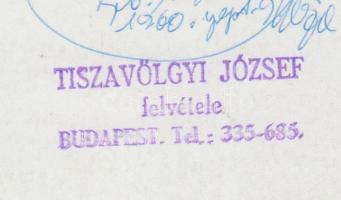 1960. szept.
TISZAVÖLGYI JÓZSEF
felvétele
BUDAPEST. Tel.: 335-685.